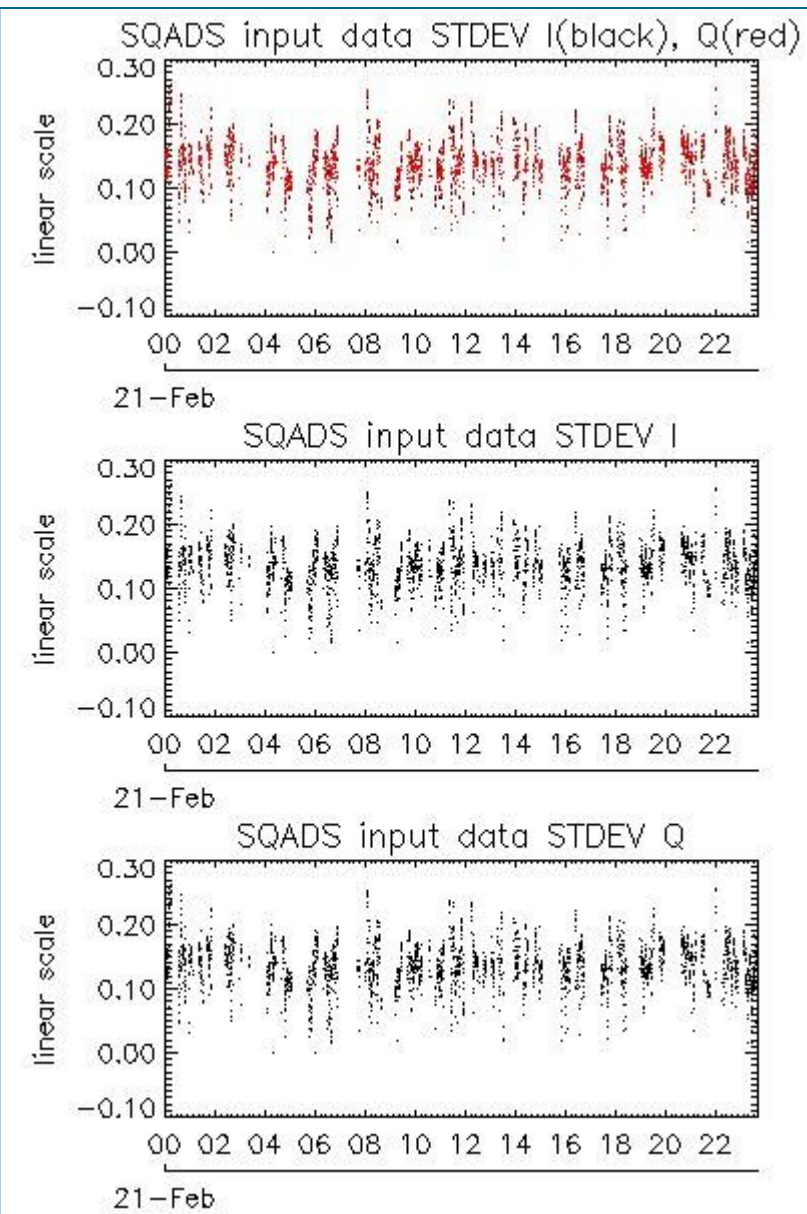 SQADS input data STDEV I(black), Q(red)
0.30
0.20
0.10
0.00
-0.10
linear scale
00 02 04 06 08 10 12 14 16 18 20 22
21-Feb
SQADS input data STDEV I
0.30
0.20
0.10
0.00
-0.10
linear scale
00 02 04 06 08 10 12 14 16 18 20 22
21-Feb
SQADS input data STDEV Q
0.30
0.20
0.10
0.00
-0.10
linear scale
00 02 04 06 08 10 12 14 16 18 20 22
21-Feb